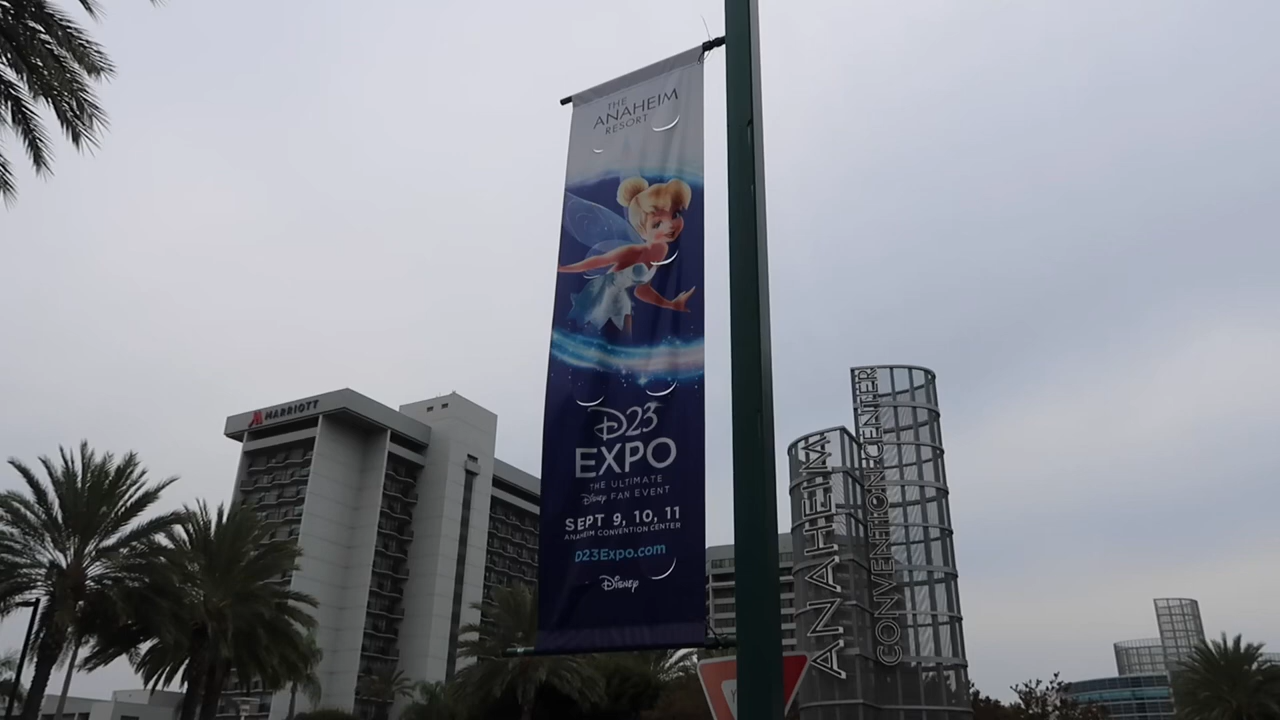 THE
ANAHEIM
RESORT
D23
EXPO
THE ULTIMATE
Disney FAN EVENT
SEPT 9, 10, 11
ANAHEIM CONVENTION CENTER
D23Expo.com
Disney
MARRIOTT
ANAHEIM
CONVENTION CENTER